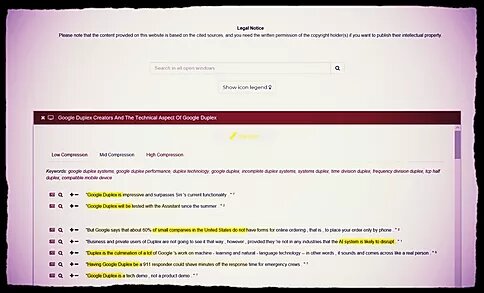 Legal Notice
Please note that the content provided on this website is based on the cited sources, and you need the written permission of the copyright holder(s) if you want to publish their intellectual property.
Search in all open windows
Show icon legend
Google Duplex Creators And The Technical Aspect Of Google Duplex
Low Compression Mid Compression High Compression
Keywords: google duplex systems, google duplex performance, duplex technology, google duplex, incomplete duplex systems, systems duplex, time division duplex, frequency division duplex, tcp half
duplex, compatible mobile device
"Google Duplex is impressive and surpasses Siri 's current functionality . "
"Google Duplex will be tested with the Assistant since the summer . "
"But Google says that about 60% of small companies in the United States do not have forms for online ordering , that is , to place your order only by phone . "
"Business and private users of Duplex are not going to see it that way , however , provided they 're not in any industries that the AI system is likely to disrupt . "
"Duplex is the culmination of a lot of Google 's work on machine - learning and natural - language technology -- in other words , it sounds and comes across like a real person . "
"Having Google Duplex be a 911 responder could shave minutes off the response time for emergency crews . "
"Google Duplex is a tech demo , not a product demo . "